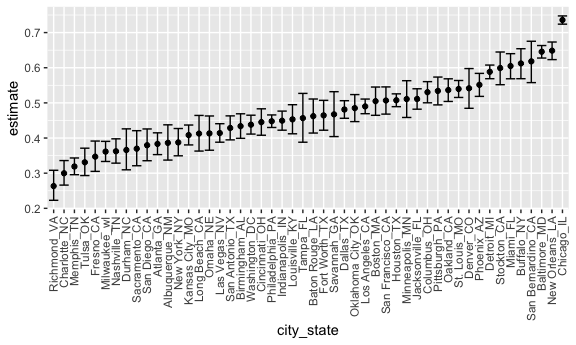 0.7
0.6
0.5
0.4
0.3
0.2
estimate
Richmond_VA
Charlotte_NC
Memphis_TN
Tulsa_OK
Fresno_CA
Milwaukee_wI
Nashville_TN
Durham_NC
Sacramento_CA
San Diego_CA
Atlanta_GA
Albuquerque_NM
New York_NY
Kansas City_MO
Long Beach_CA
Omaha_NE
Las Vegas_NV
San Antonio_TX
Birmingham_AL
Washington_DC
Cincinnati_OH
Philadelphia_PA
Indianapolis_IN
Louisville_KY
Tampa_FL
Baton Rouge_LA
Fort Worth_TX
Savannah_GA
Dallas_TX
Oklahoma City_OK
Los Angeles_CA
Boston_MA
San Francisco_CA
Houston_TX
Minneapolis_MN
Jacksonville_FL
Columbus_OH
Pittsburgh_PA
Oakland_CA
St. Louis_MO
Denver_CO
Phoenix_AZ
Detroit_MI
Stockton_CA
Miami_FL
Buffalo_NY
San Bernardino_CA
Baltimore_MD
New Orleans_LA
Chicago_IL
city_state